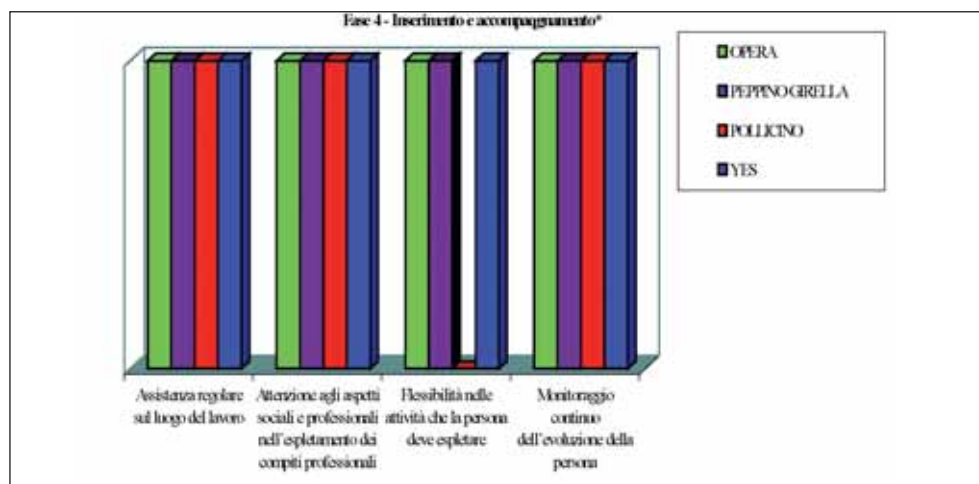 Fase 4 - Inserimento e accompagnamento*
OPERA
PEPPINO GIRELLA
POLLICINO
YES
Assistenza regolare
sul luogo del lavoro
Attenzione agli aspetti
sociali e professionali
nell'espletamento dei
compiti professionali
Flessibilità nelle
attività che la persona
deve espletare
Monitoraggio
continuo
dell'evoluzione della
persona